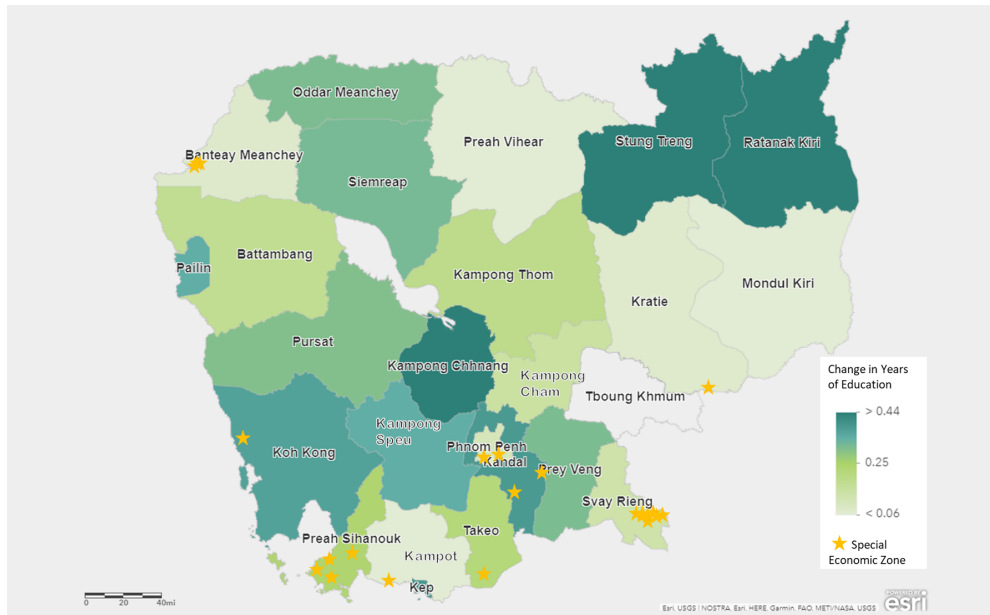 Oddar Meanchey
Preah Vihear
Stung Treng
Ratanak Kiri
Banteay Meanchey
Siemreap
Pailin
Battambang
Kampong Thom
Mondul Kiri
Kratie
Pursat
Kampong Chhnang
Kampong
Cham
Tboung Khmum
Kampong
Speu
Koh Kong
Phnom Penh
Kandal
Prey Veng
Svay Rieng
Preah Sihanouk
Takeo
Kampot
Kep
Change in Years
of Education
> 0.44
0.25
< 0.06
Special
Economic Zone
0 20 40mi
Esri, USGS | NOSTRA, Esri, HERE, Garmin, FAO, METI/NASA, USGS
POWERED BY
esri